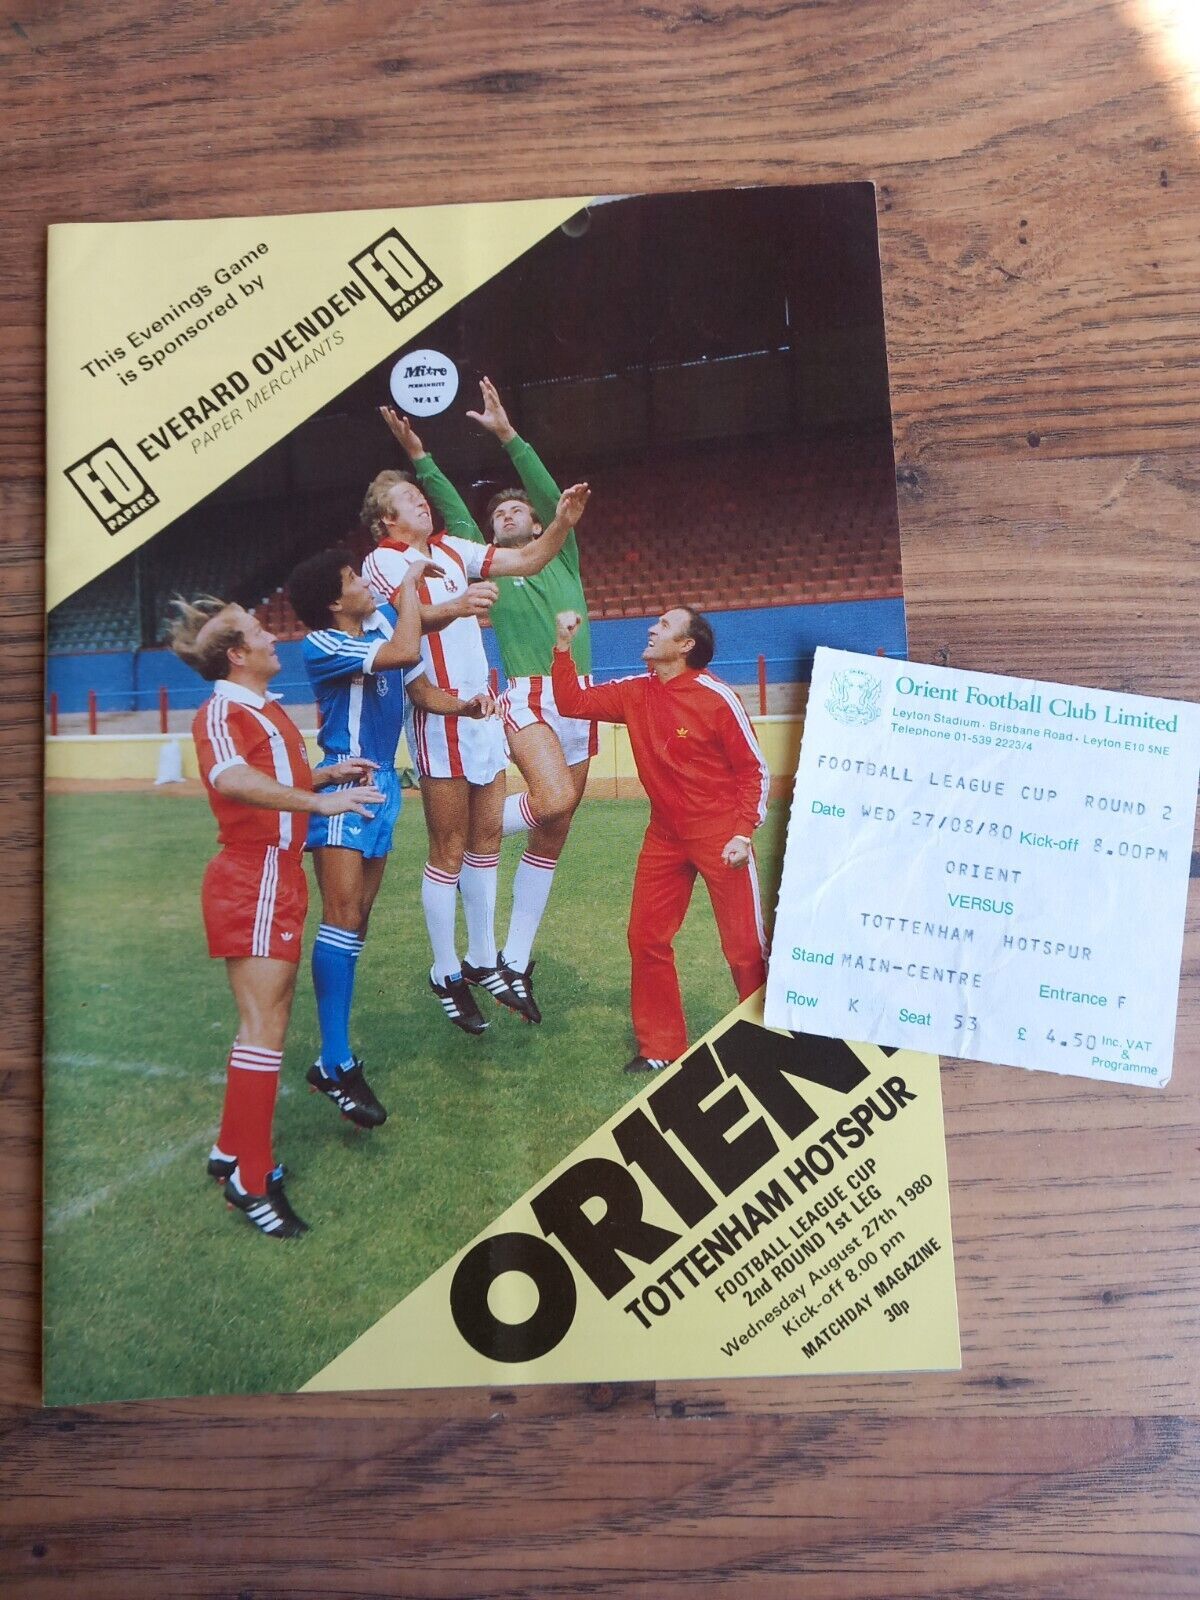 This Evening's Game
is Sponsored by
EO
PAPERS
EVERARD OVENDEN
PAPER MERCHANTS
EO
PAPERS
Mitre
PERMAWHITE
MAX
ORIENT
TOTTENHAM HOTSPUR
FOOTBALL LEAGUE CUP
2nd ROUND 1st LEG
Wednesday August 27th 1980
Kick-off 8.00 pm
MATCHDAY MAGAZINE
30p
ORIENT
Orient Football Club Limited
Leyton Stadium · Brisbane Road · Leyton E10 5NE
Telephone 01-539 2223/4
FOOTBALL LEAGUE CUP ROUND 2
Date WED 27/08/80 Kick-off 8.00PM
ORIENT
VERSUS
TOTTENHAM HOTSPUR
Stand MAIN-CENTRE Entrance F
Row K Seat 53 £ 4.50 Inc. VAT
&
Programme